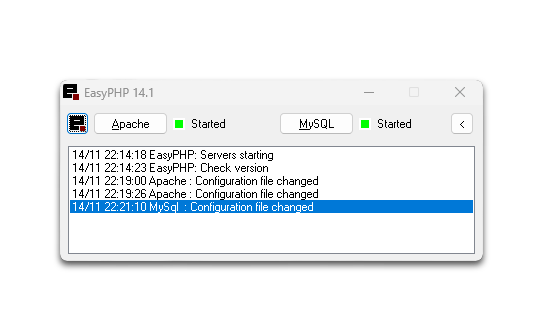 EasyPHP 14.1
Apache Started MySQL Started <
14/11 22:14:18 EasyPHP: Servers starting
14/11 22:14:23 EasyPHP: Check version
14/11 22:19:00 Apache : Configuration file changed
14/11 22:19:26 Apache : Configuration file changed
14/11 22:21:10 MySql : Configuration file changed